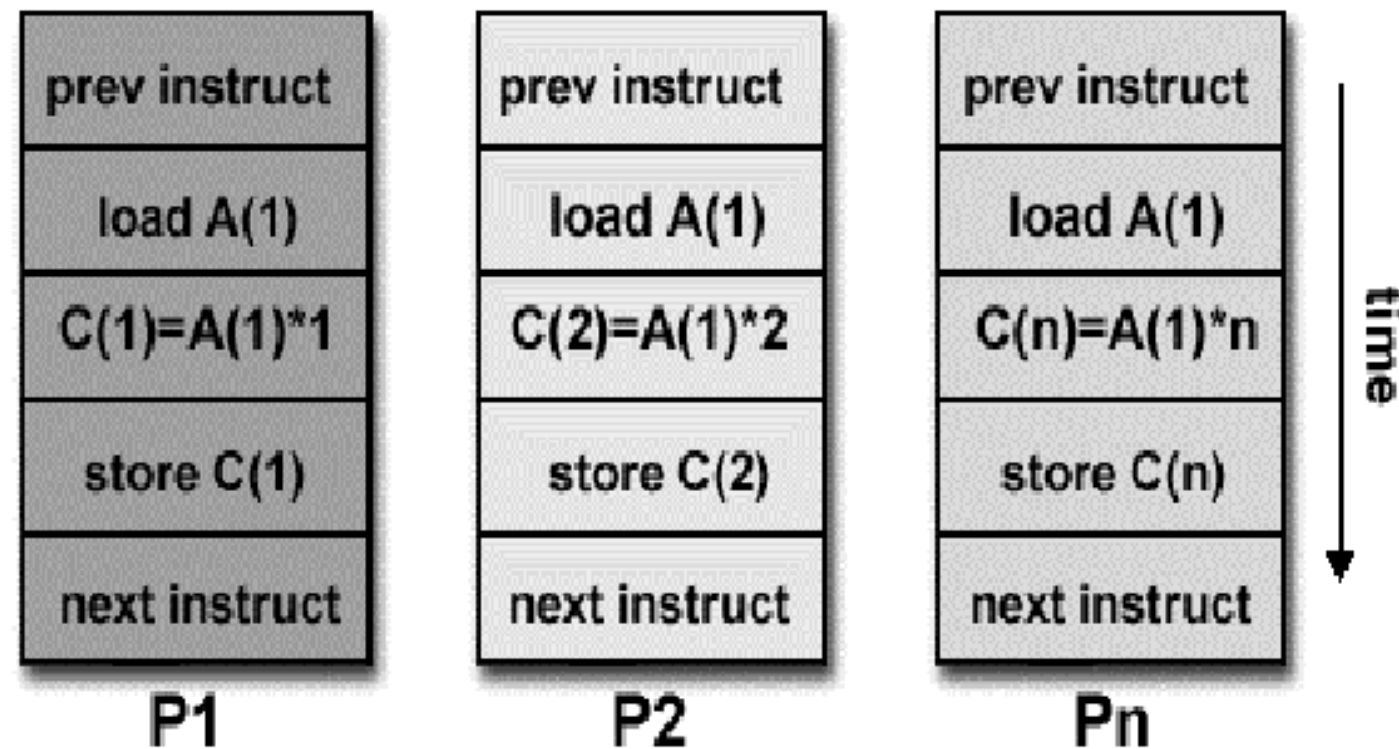 prev instruct
load A(1)
C(1)=A(1)*1
store C(1)
next instruct
P1
prev instruct
load A(1)
C(2)=A(1)*2
store C(2)
next instruct
P2
prev instruct
load A(1)
C(n)=A(1)*n
store C(n)
next instruct
Pn
time